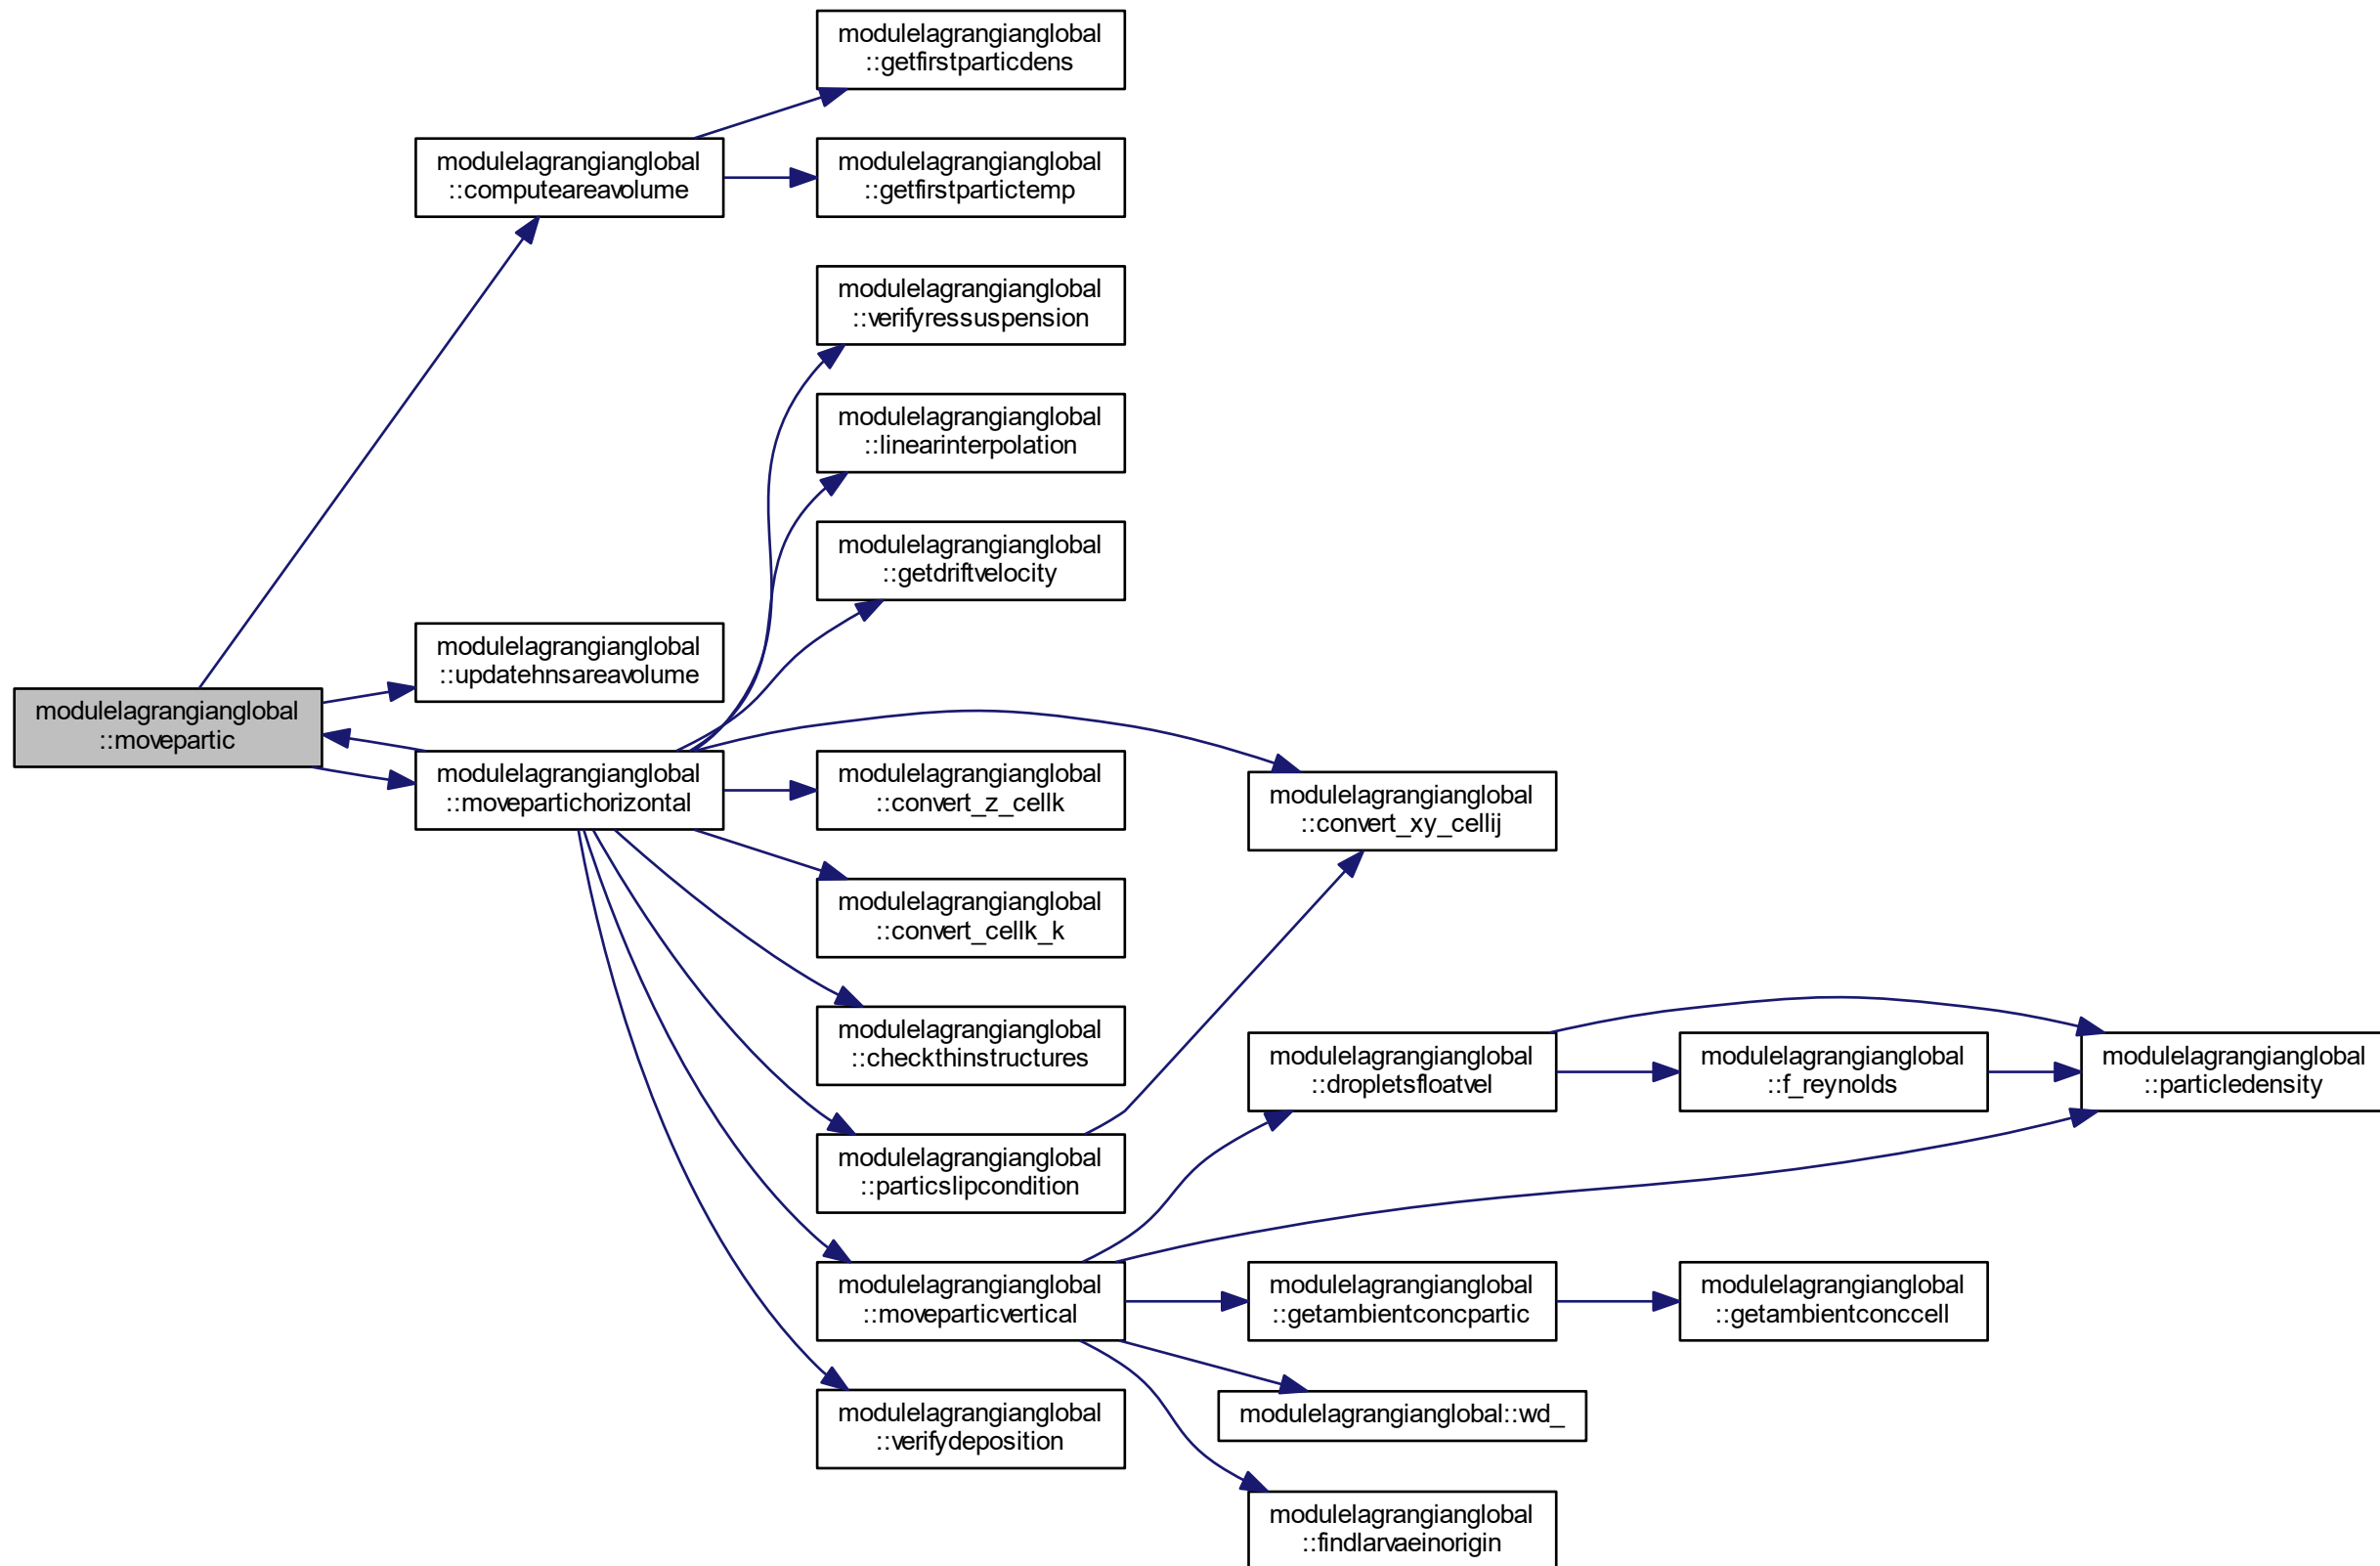 modulelagrangianglobal
::getfirstparticdens
modulelagrangianglobal
::computeareavolume
modulelagrangianglobal
::getfirstpartictemp
modulelagrangianglobal
::verifyressuspension
modulelagrangianglobal
::linearinterpolation
modulelagrangianglobal
::getdriftvelocity
modulelagrangianglobal
::updatehnsareavolume
modulelagrangianglobal
::movepartic
modulelagrangianglobal
::movepartichorizontal
modulelagrangianglobal
::convert_z_cellk
modulelagrangianglobal
::convert_xy_cellij
modulelagrangianglobal
::convert_cellk_k
modulelagrangianglobal
::checkthinstructures
modulelagrangianglobal
::dropletsfloatvel
modulelagrangianglobal
::f_reynolds
modulelagrangianglobal
::particledensity
modulelagrangianglobal
::particslipcondition
modulelagrangianglobal
::moveparticvertical
modulelagrangianglobal
::getambientconcpartic
modulelagrangianglobal
::getambientconccell
modulelagrangianglobal::wd_
modulelagrangianglobal
::verifydeposition
modulelagrangianglobal
::findlarvaeinorigin